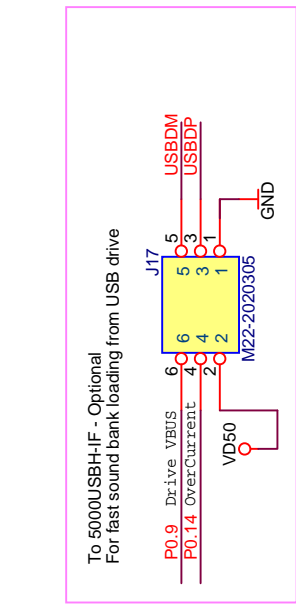 To 5000USBH-IF - Optional
For fast sound bank loading from USB drive
J17
P0.9 Drive VBUS 6 6 5 5 USBDM
P0.14 OverCurrent 4 4 3 3 USBDP
2 2 1 1
M22-2020305
VD50
GND